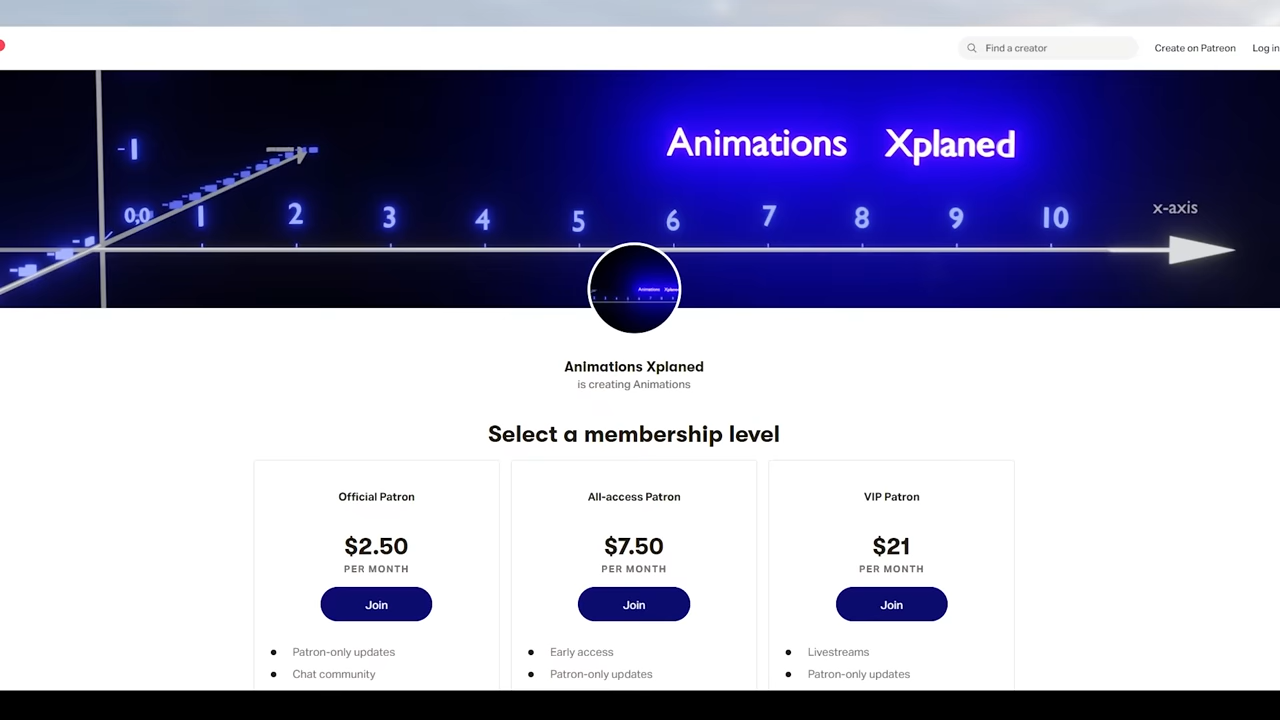 Find a creator
Create on Patreon
Log in
Animations Xplaned
-1
0,0 1 2 3 4 5 6 7 8 9 10
x-axis
Animations Xplaned
Animations Xplaned
is creating Animations
Select a membership level
Official Patron
$2.50
PER MONTH
Join
Patron-only updates
Chat community
All-access Patron
$7.50
PER MONTH
Join
Early access
Patron-only updates
VIP Patron
$21
PER MONTH
Join
Livestreams
Patron-only updates